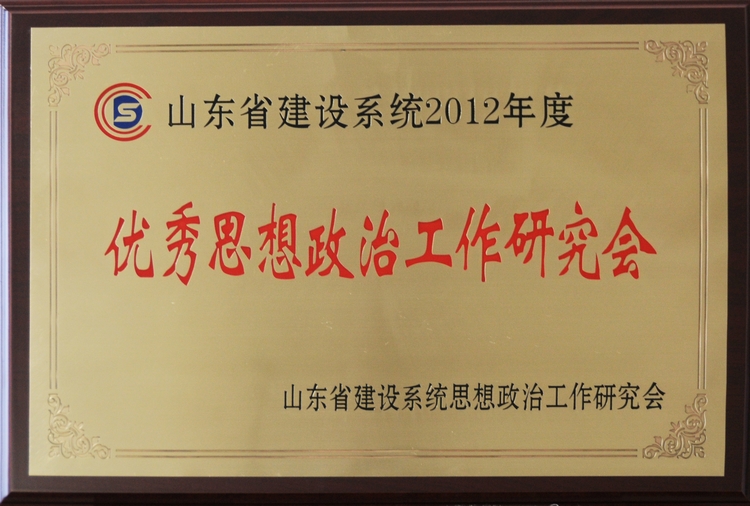 山东省建设系统2012年度
优秀思想政治工作研究会
山东省建设系统思想政治工作研究会